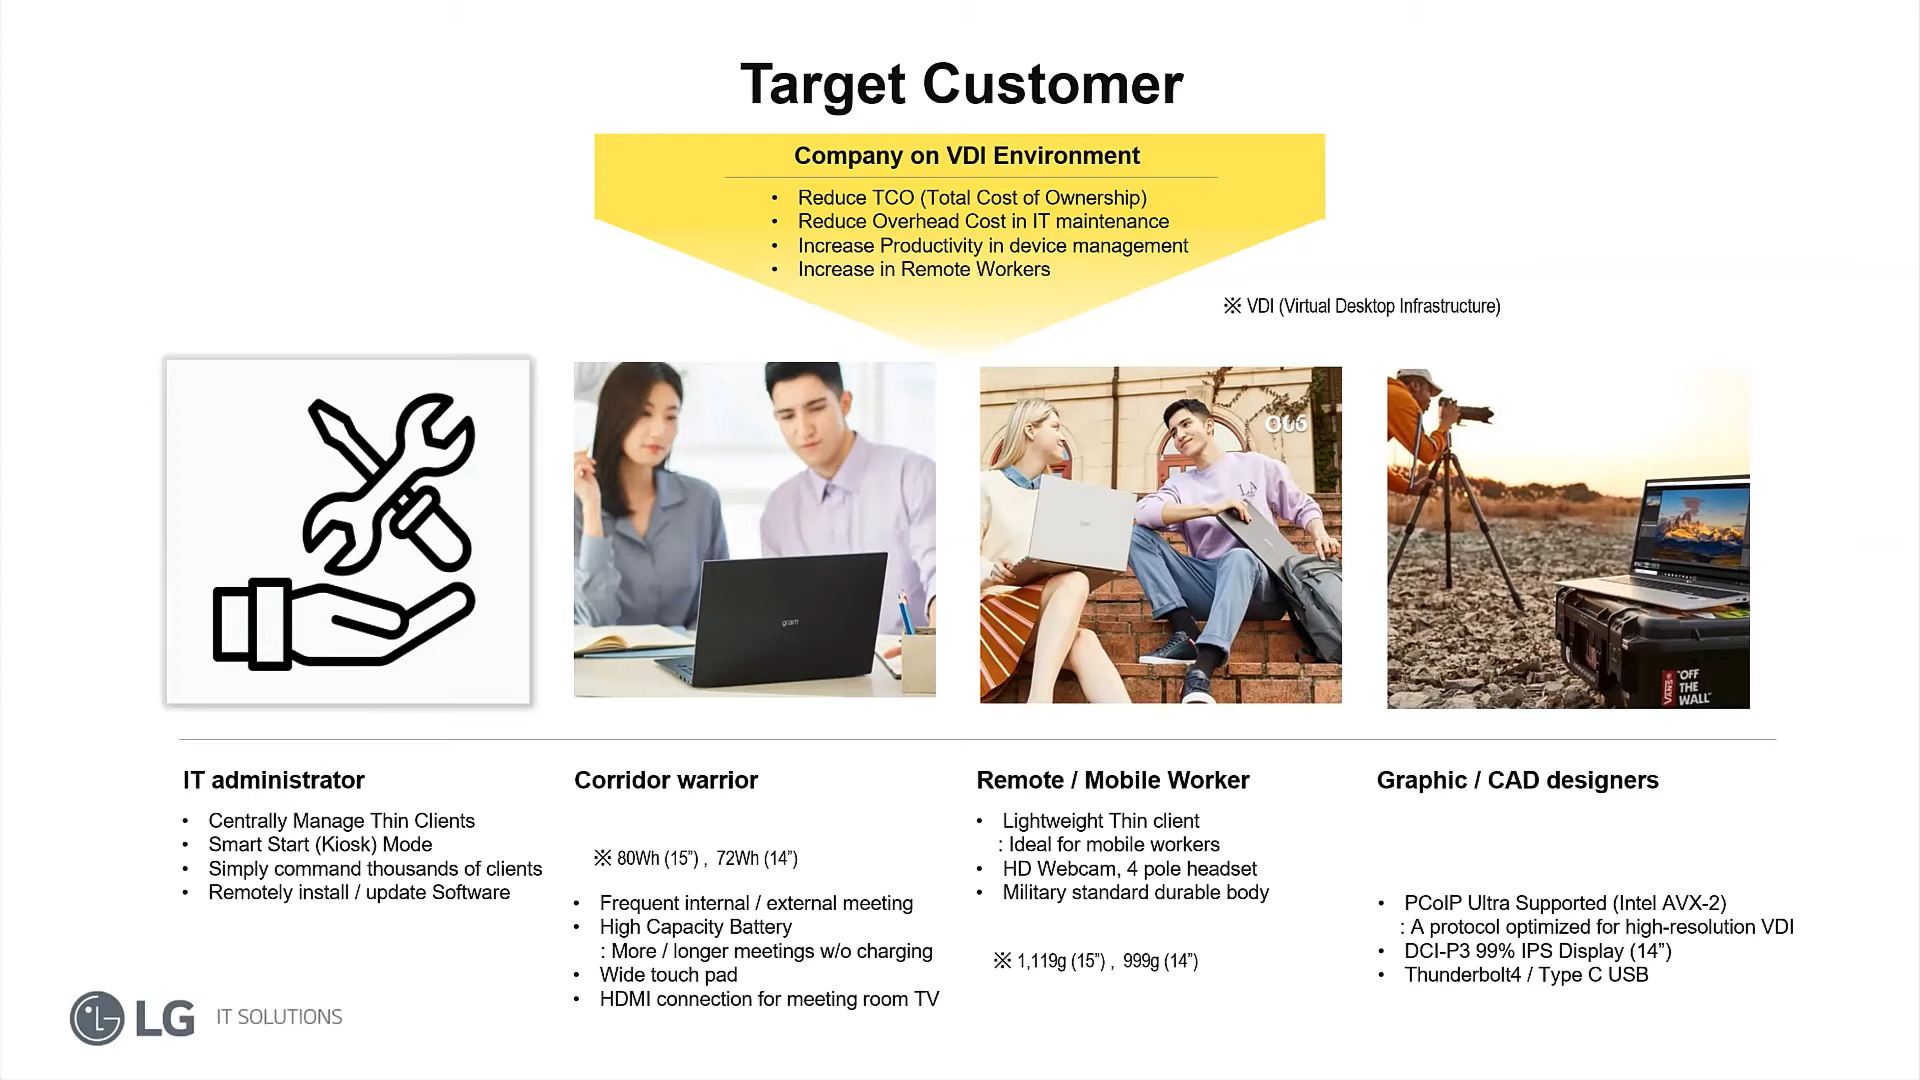 Target Customer
Company on VDI Environment
• Reduce TCO (Total Cost of Ownership)
• Reduce Overhead Cost in IT maintenance
• Increase Productivity in device management
• Increase in Remote Workers
※ VDI (Virtual Desktop Infrastructure)
gram
gram
LA
006
VANS
"OFF
THE
WALL"
IT administrator
• Centrally Manage Thin Clients
• Smart Start (Kiosk) Mode
• Simply command thousands of clients
• Remotely install / update Software
Corridor warrior
※ 80Wh (15”) , 72Wh (14”)
• Frequent internal / external meeting
• High Capacity Battery
: More / longer meetings w/o charging
• Wide touch pad
• HDMI connection for meeting room TV
Remote / Mobile Worker
• Lightweight Thin client
: Ideal for mobile workers
• HD Webcam, 4 pole headset
• Military standard durable body
※ 1,119g (15”) , 999g (14”)
Graphic / CAD designers
• PCoIP Ultra Supported (Intel AVX-2)
: A protocol optimized for high-resolution VDI
• DCI-P3 99% IPS Display (14”)
• Thunderbolt4 / Type C USB
LG IT SOLUTIONS